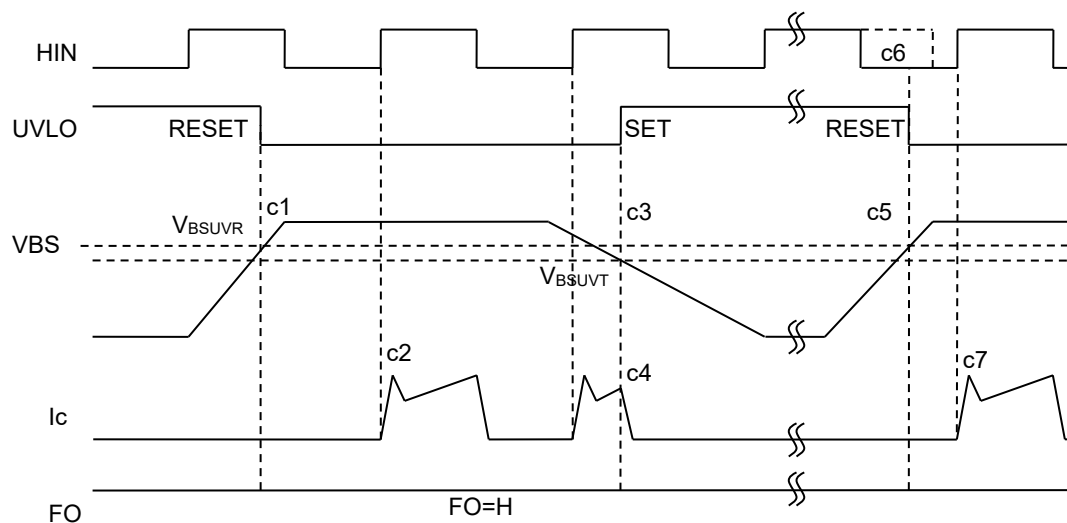 HIN
c6
UVLO
RESET
SET
RESET
VBS
VBSUVR
c1
c3
c5
VBSUVT
Ic
c2
c4
c7
FO
FO=H